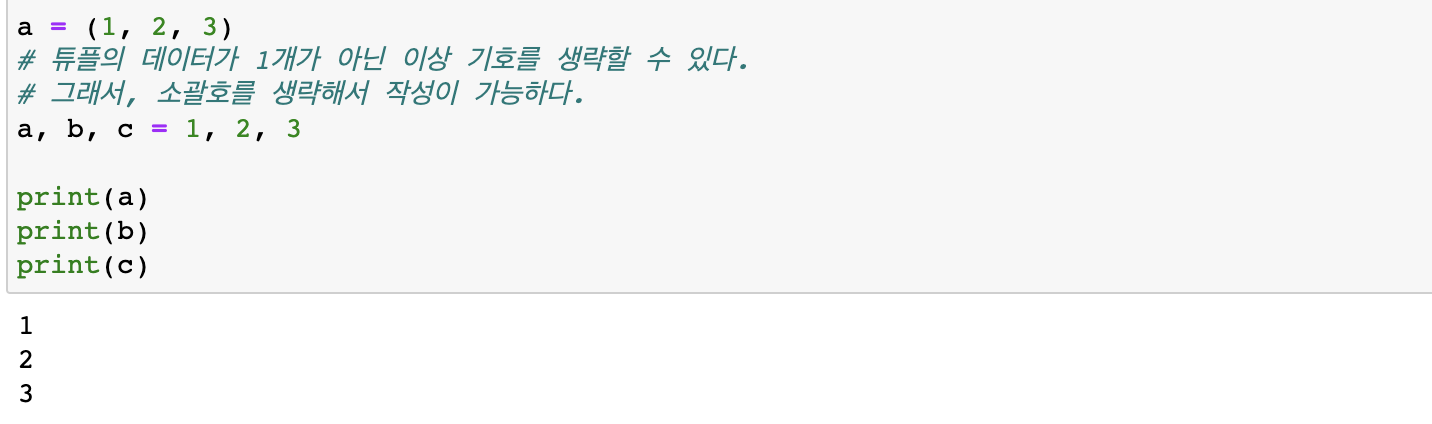 a = (1, 2, 3)
# 튜플의 데이터가 1개가 아닌 이상 기호를 생략할 수 있다.
# 그래서, 소괄호를 생략해서 작성이 가능하다.
a, b, c = 1, 2, 3
print(a)
print(b)
print(c)
1
2
3